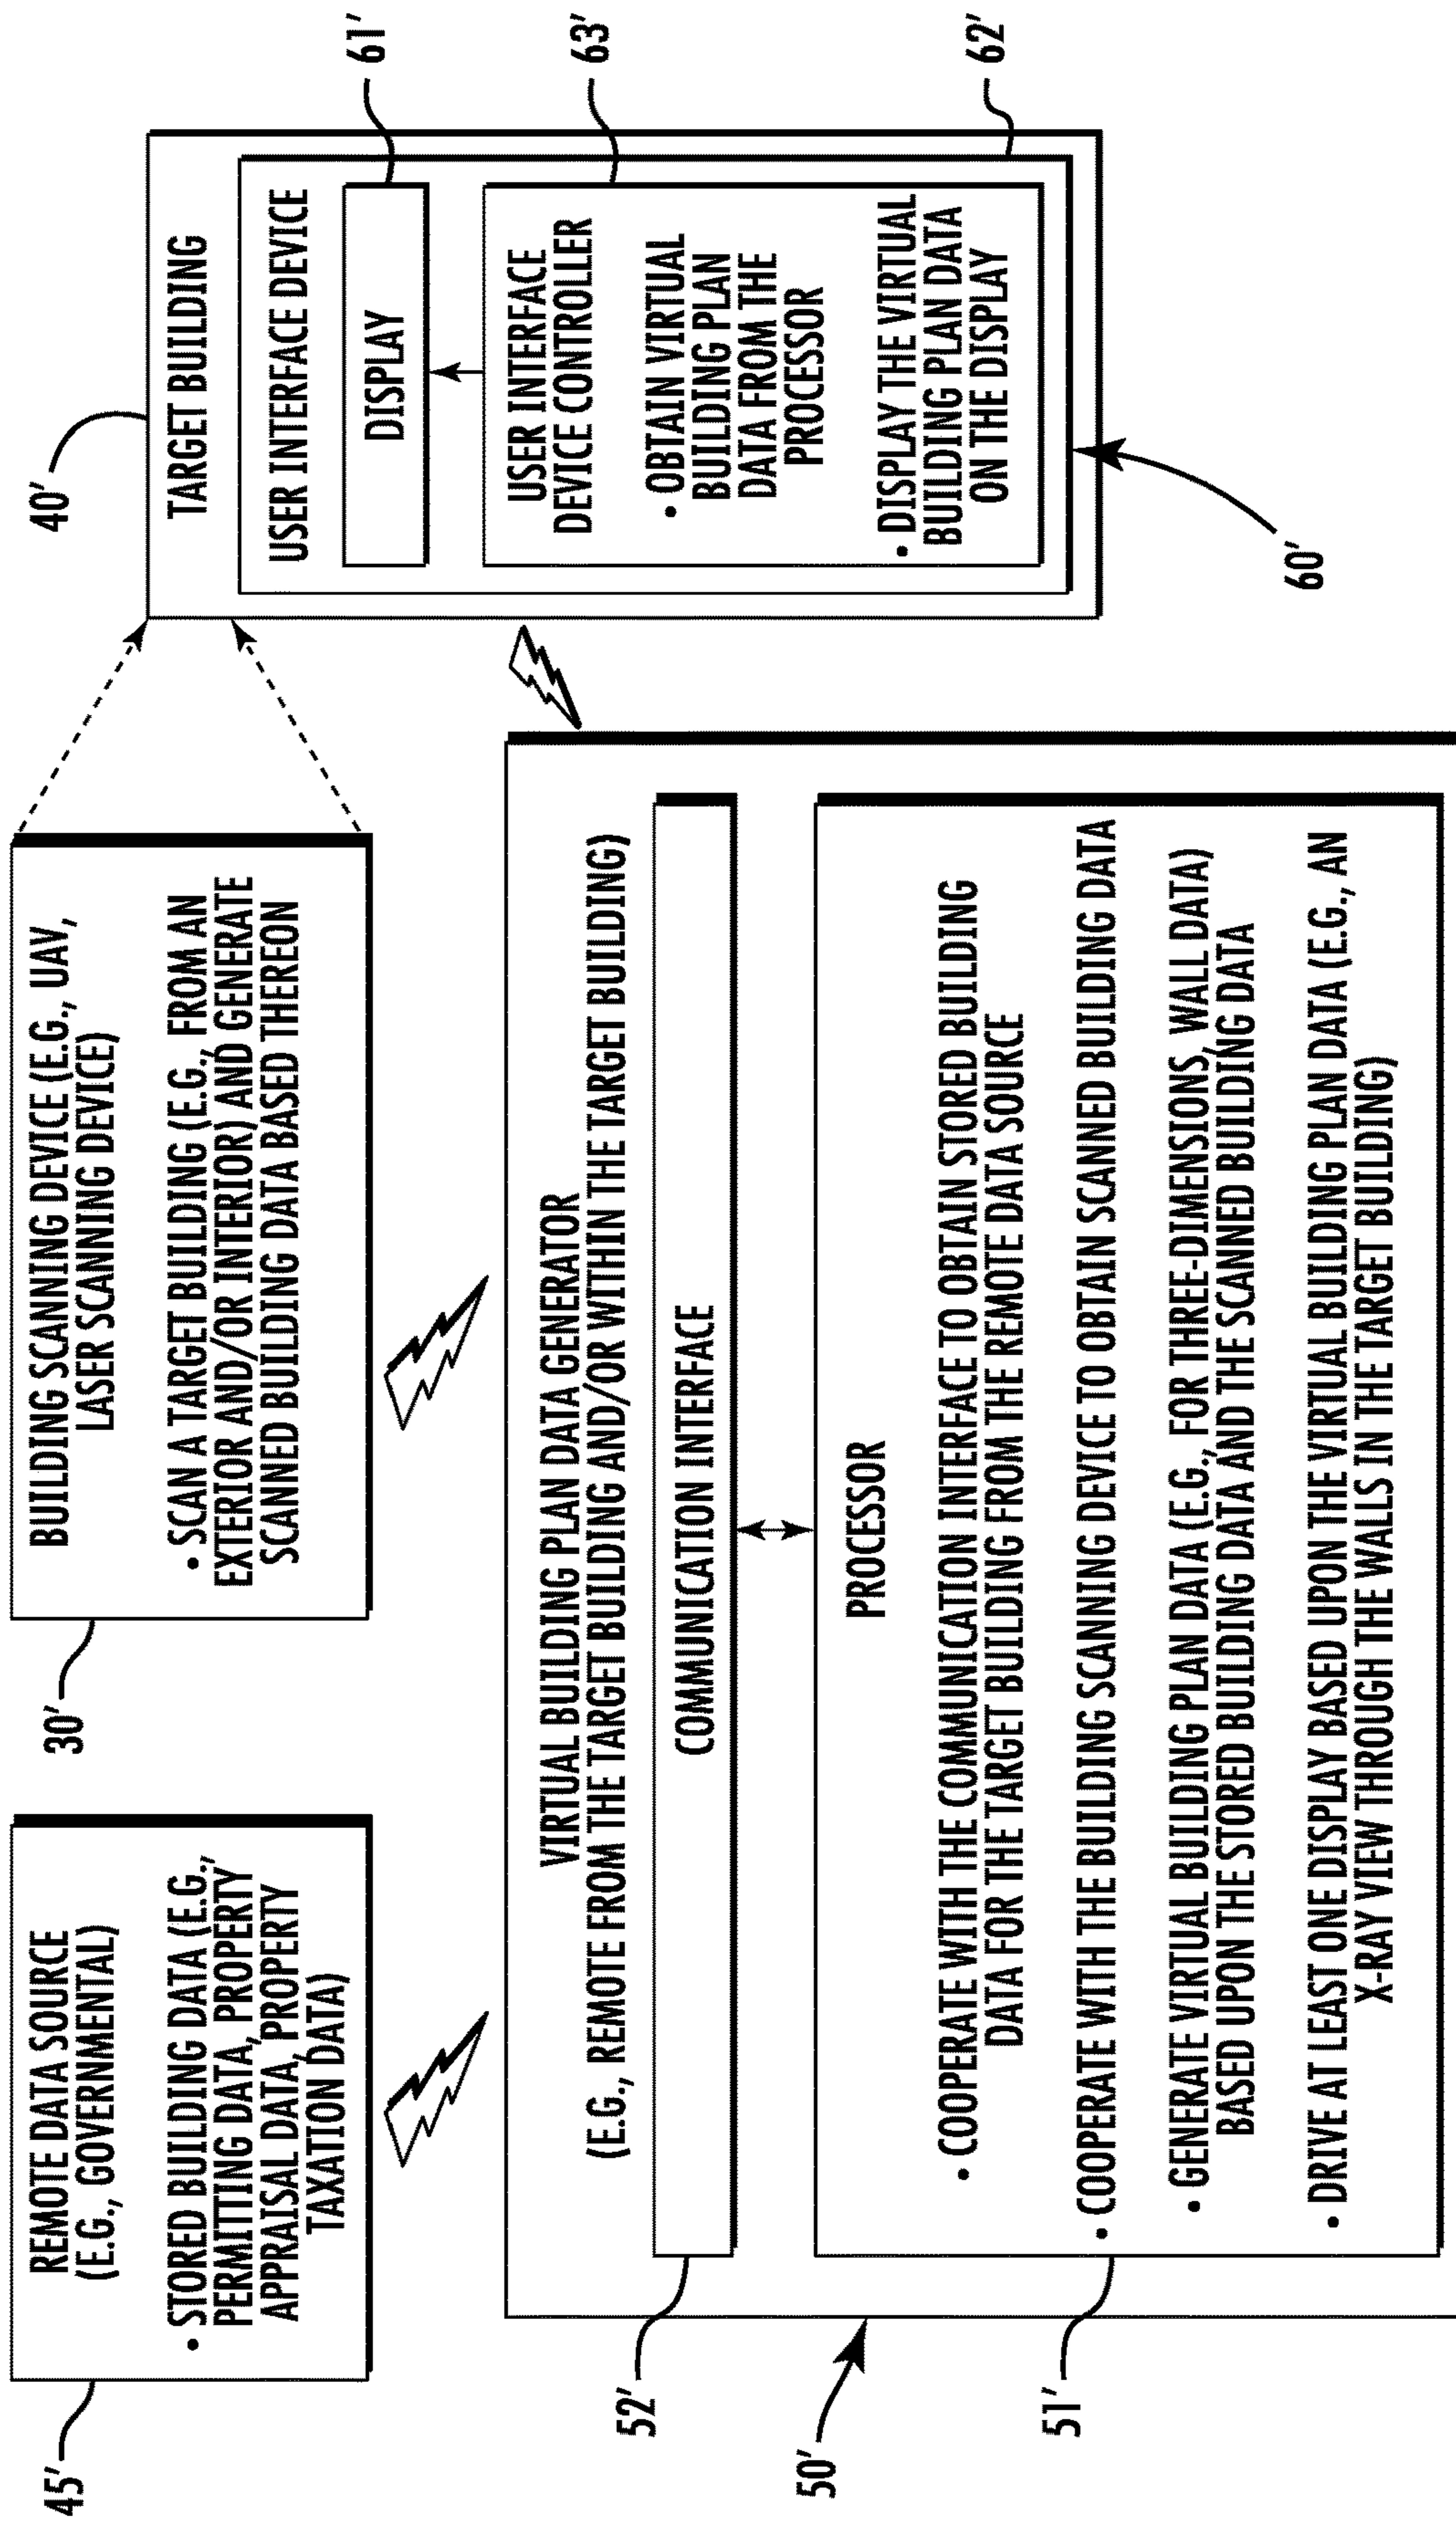 45'
REMOTE DATA SOURCE
(E.G., GOVERNMENTAL)
• STORED BUILDING DATA (E.G.,
PERMITTING DATA, PROPERTY
APPRAISAL DATA, PROPERTY
TAXATION DATA)
30'
BUILDING SCANNING DEVICE (E.G., UAV,
LASER SCANNING DEVICE)
• SCAN A TARGET BUILDING (E.G., FROM AN
EXTERIOR AND/OR INTERIOR) AND GENERATE
SCANNED BUILDING DATA BASED THEREON
40'
TARGET BUILDING
USER INTERFACE DEVICE
61'
DISPLAY
63'
USER INTERFACE
DEVICE CONTROLLER
• OBTAIN VIRTUAL
BUILDING PLAN
DATA FROM THE
PROCESSOR
• DISPLAY THE VIRTUAL
BUILDING PLAN DATA
ON THE DISPLAY
62'
60'
VIRTUAL BUILDING PLAN DATA GENERATOR
(E.G., REMOTE FROM THE TARGET BUILDING AND/OR WITHIN THE TARGET BUILDING)
52'
COMMUNICATION INTERFACE
50'
PROCESSOR
• COOPERATE WITH THE COMMUNICATION INTERFACE TO OBTAIN STORED BUILDING
DATA FOR THE TARGET BUILDING FROM THE REMOTE DATA SOURCE
51'
• COOPERATE WITH THE BUILDING SCANNING DEVICE TO OBTAIN SCANNED BUILDING DATA
• GENERATE VIRTUAL BUILDING PLAN DATA (E.G., FOR THREE-DIMENSIONS, WALL DATA)
BASED UPON THE STORED BUILDING DATA AND THE SCANNED BUILDING DATA
• DRIVE AT LEAST ONE DISPLAY BASED UPON THE VIRTUAL BUILDING PLAN DATA (E.G., AN
X-RAY VIEW THROUGH THE WALLS IN THE TARGET BUILDING)